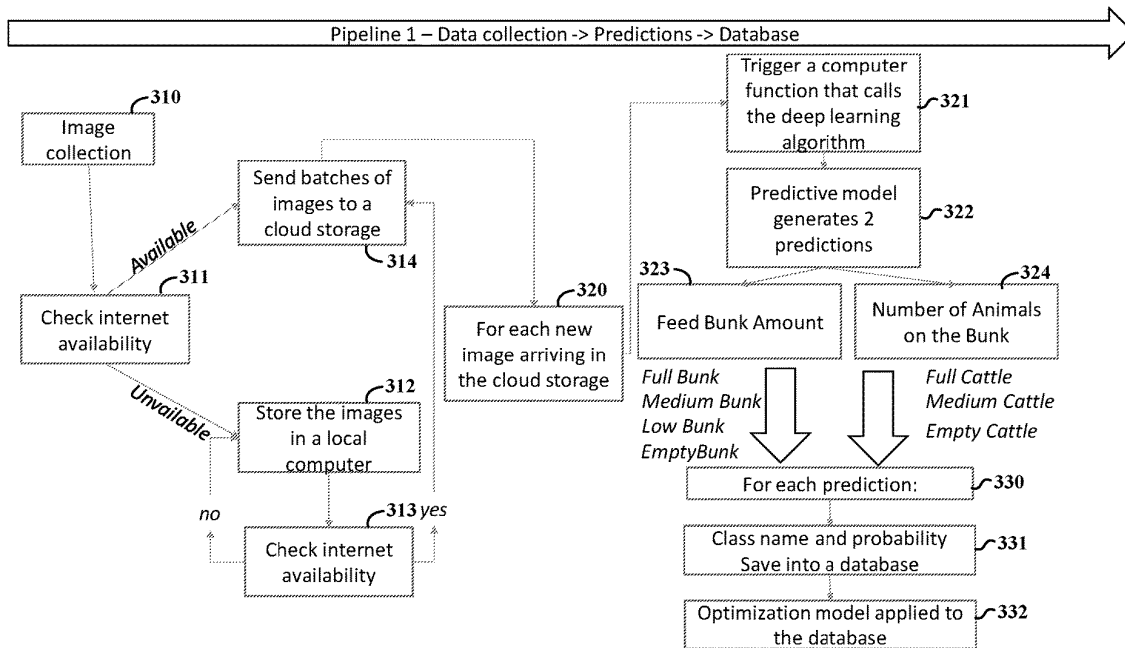 Pipeline 1 – Data collection -> Predictions -> Database
310
Image
collection
Available
311
Check internet
availability
Unvailable
Send batches of
images to a
cloud storage
314
312
Store the images
in a local
computer
no
313
yes
Check internet
availability
320
For each new
image arriving in
the cloud storage
Trigger a computer
function that calls
the deep learning
algorithm
321
Predictive model
generates 2
predictions
322
323
Feed Bunk Amount
324
Number of Animals
on the Bunk
Full Bunk
Medium Bunk
Low Bunk
EmptyBunk
Full Cattle
Medium Cattle
Empty Cattle
For each prediction:
330
Class name and probability
Save into a database
331
Optimization model applied to
the database
332